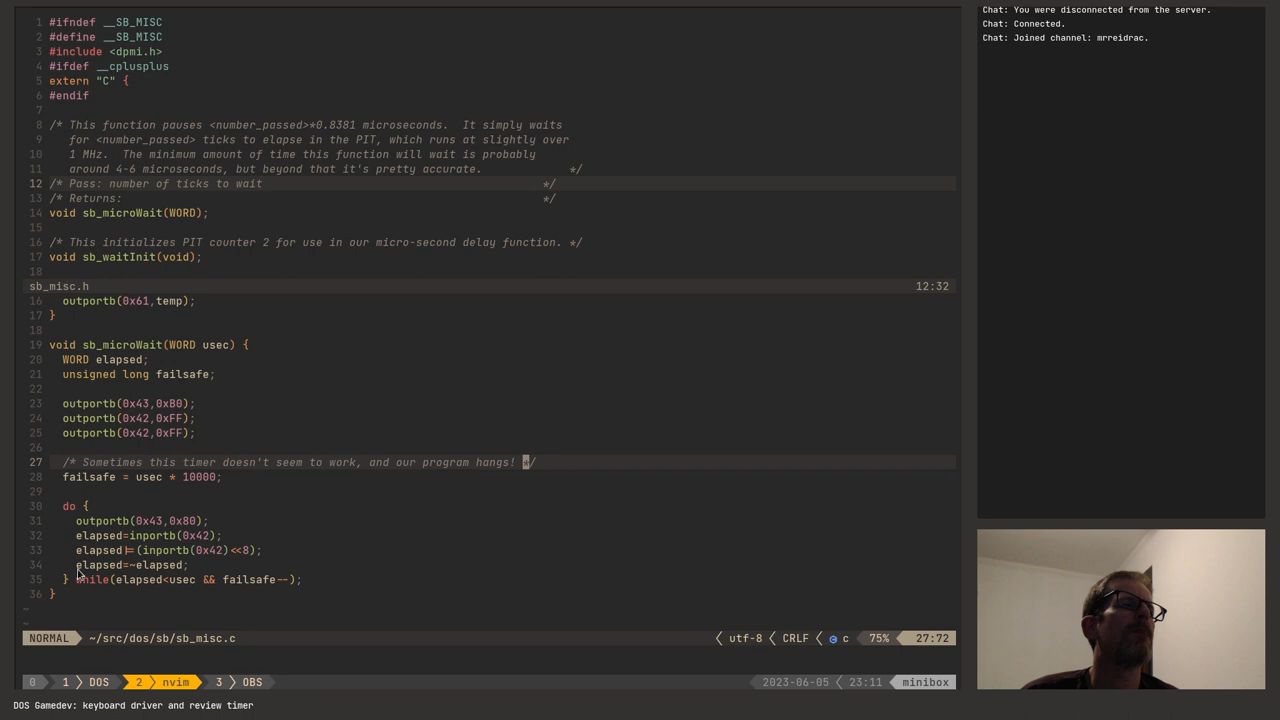 1 #ifndef __SB_MISC
2 #define __SB_MISC
3 #include <dpmi.h>
4 #ifdef __cplusplus
5 extern "C" {
6 #endif
7
8 /* This function pauses <number_passed>*0.8381 microseconds.  It simply waits
9    for <number_passed> ticks to elapse in the PIT, which runs at slightly over
10    1 MHz.  The minimum amount of time this function will wait is probably
11    around 4-6 microseconds, but beyond that it's pretty accurate.             */
12 /* Pass: number of ticks to wait                                          */
13 /* Returns:                                                               */
14 void sb_microWait(WORD);
15
16 /* This initializes PIT counter 2 for use in our micro-second delay function. */
17 void sb_waitInit(void);
18
sb_misc.h 12:32
16   outportb(0x61,temp);
17 }
18
19 void sb_microWait(WORD usec) {
20   WORD elapsed;
21   unsigned long failsafe;
22
23   outportb(0x43,0xB0);
24   outportb(0x42,0xFF);
25   outportb(0x42,0xFF);
26
27   /* Sometimes this timer doesn't seem to work, and our program hangs! */
28   failsafe = usec * 10000;
29
30   do {
31     outportb(0x43,0x80);
32     elapsed=inportb(0x42);
33     elapsed|=(inportb(0x42)<<8);
34     elapsed=~elapsed;
35   } while(elapsed<usec && failsafe--);
36 }
~
~
NORMAL ~/src/dos/sb/sb_misc.c utf-8 CRLF c 75% 27:72
0 1 DOS 2 nvim 3 OBS 2023-06-05 23:11 minibox
DOS Gamedev: keyboard driver and review timer
Chat: You were disconnected from the server.
Chat: Connected.
Chat: Joined channel: mrreidrac.